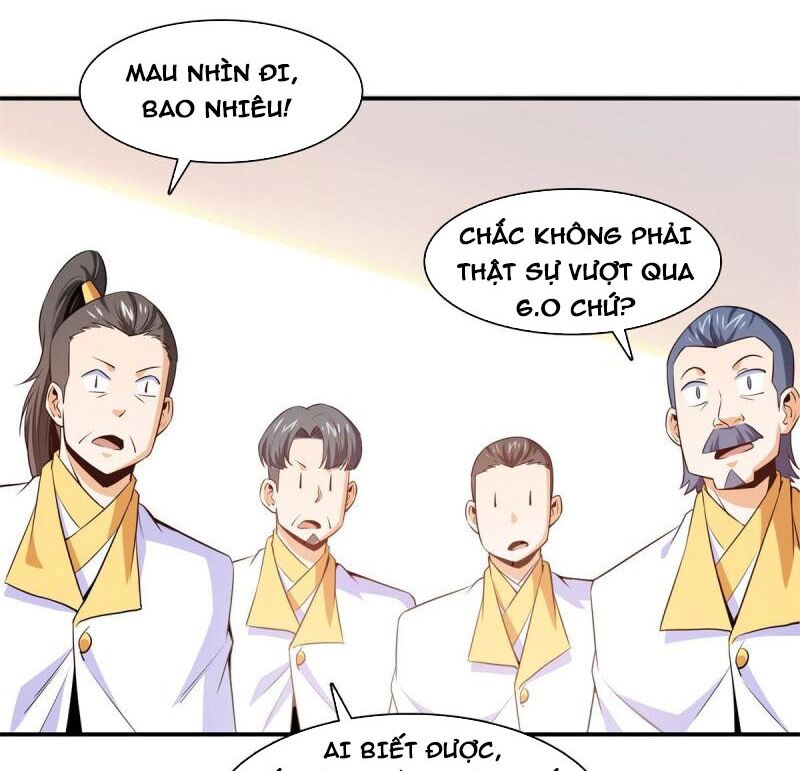 MAU NHÌN ĐI,
BAO NHIÊU!
CHẮC KHÔNG PHẢI
THẬT SỰ VƯỢT QUA
6.0 CHỨ?
AI BIẾT ĐƯỢC,